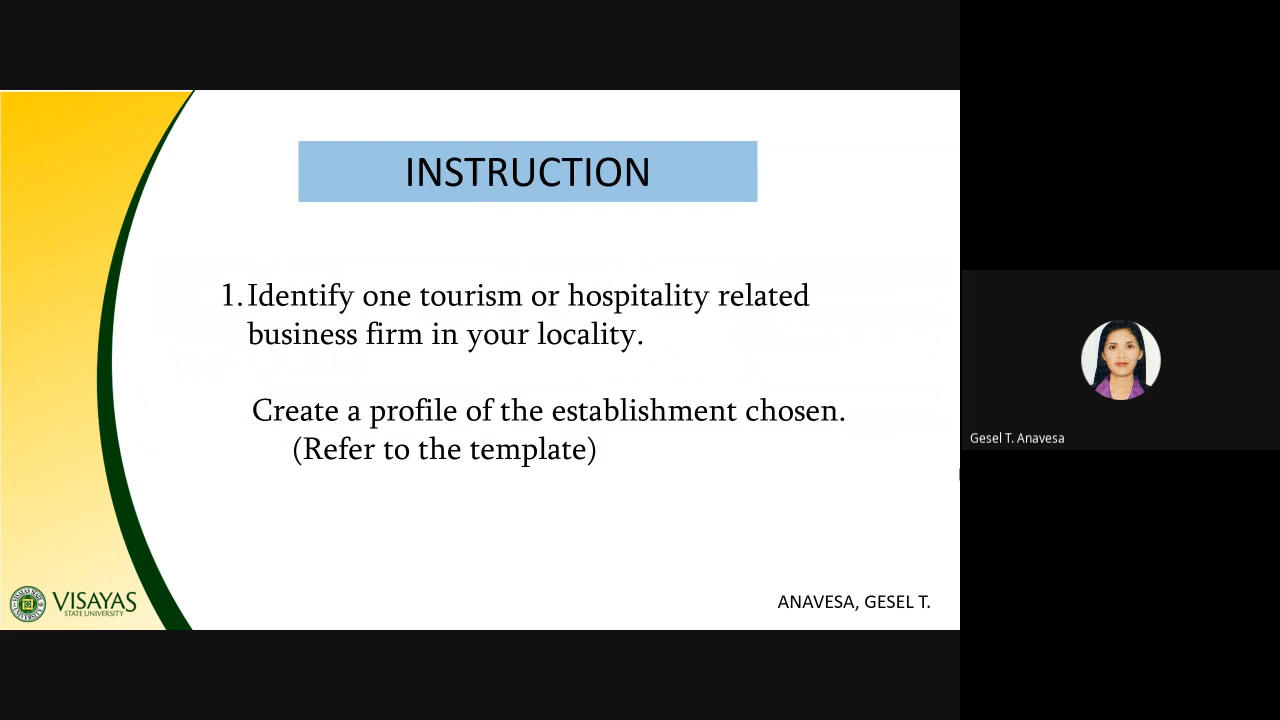 INSTRUCTION
1. Identify one tourism or hospitality related
business firm in your locality.
Create a profile of the establishment chosen.
(Refer to the template)
VISAYAS
STATE UNIVERSITY
ANAVESA, GESEL T.
Gesel T. Anavesa